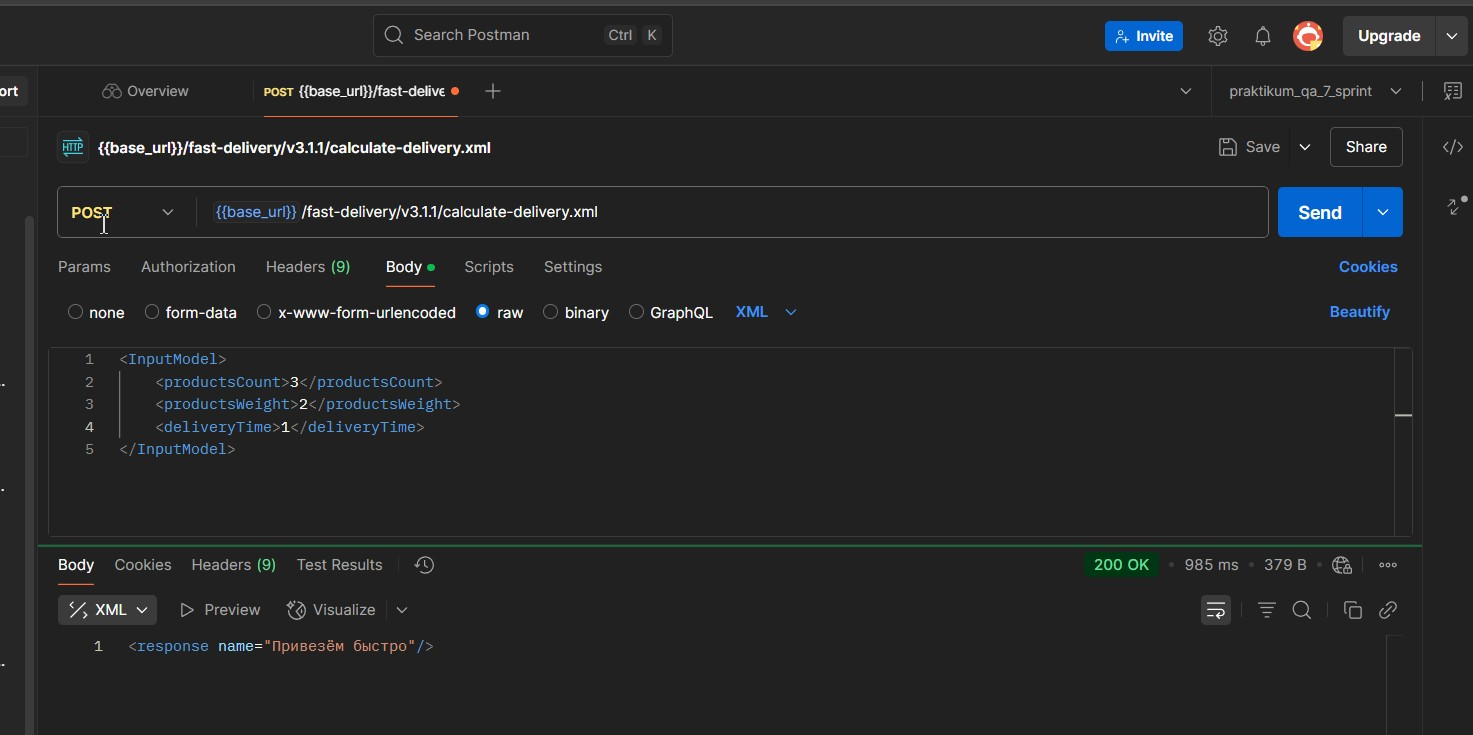 Search Postman Ctrl K Invite Upgrade
ort Overview POST {{base_url}}/fast-delive praktikum_qa_7_sprint
HTTP {{base_url}}/fast-delivery/v3.1.1/calculate-delivery.xml Save Share
POST {{base_url}} /fast-delivery/v3.1.1/calculate-delivery.xml Send
Params Authorization Headers (9) Body Scripts Settings Cookies
none form-data x-www-form-urlencoded raw binary GraphQL XML Beautify
1 <InputModel>
2 <productsCount>3</productsCount>
3 <productsWeight>2</productsWeight>
4 <deliveryTime>1</deliveryTime>
5 </InputModel>
Body Cookies Headers (9) Test Results 200 OK • 985 ms • 379 B •
XML Preview Visualize
1 <response name="Привезём быстро"/>